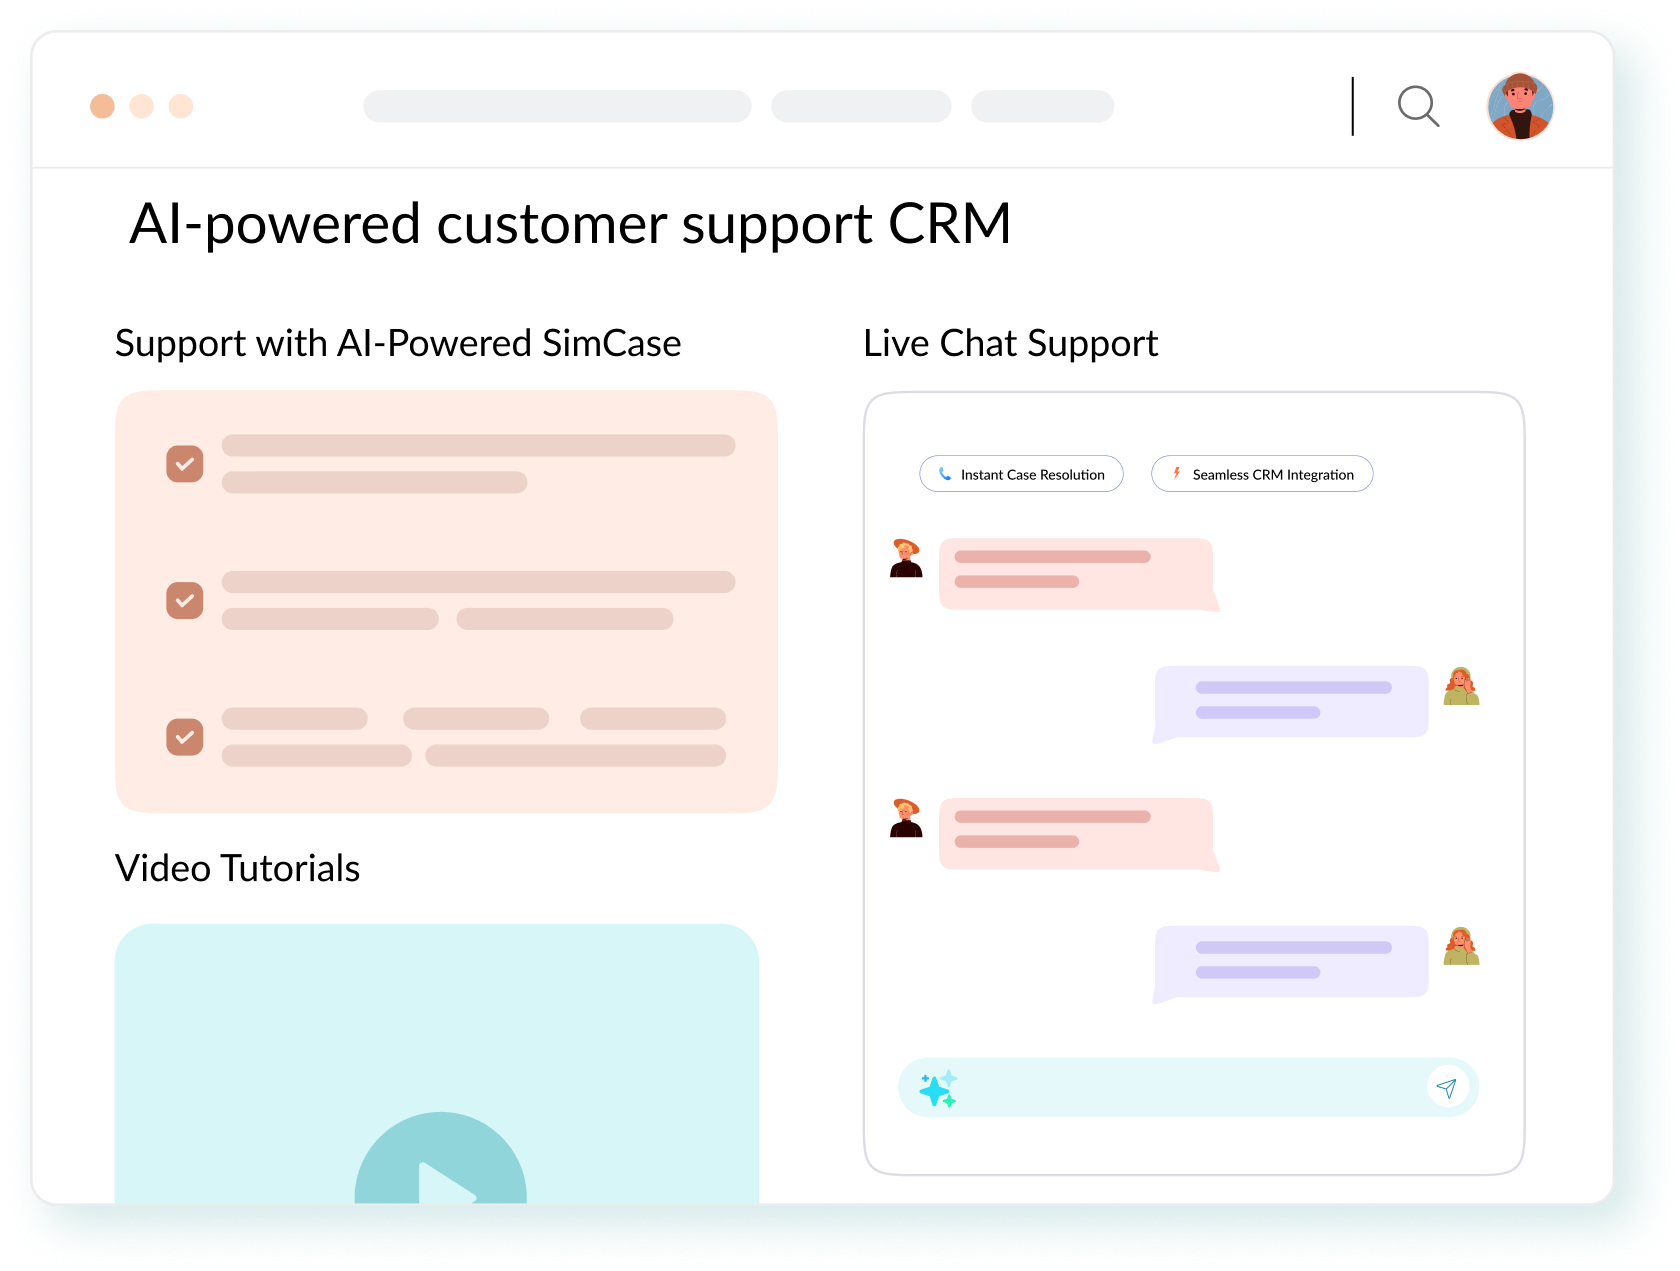 AI-powered customer support CRM
Support with AI-Powered SimCase
Live Chat Support
Instant Case Resolution
Seamless CRM Integration
Video Tutorials